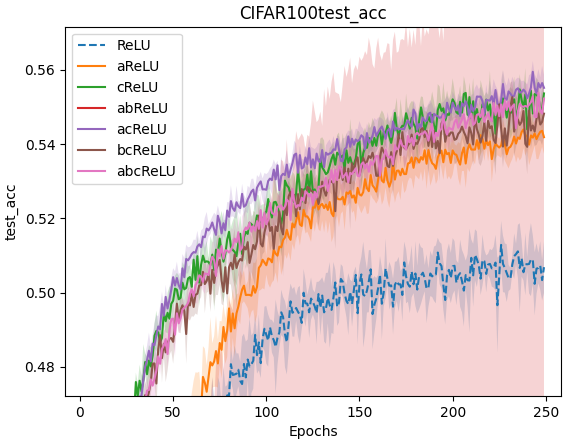 CIFAR100test_acc
ReLU
aReLU
cReLU
abReLU
acReLU
bcReLU
abcReLU
0.56
0.54
0.52
0.50
0.48
test_acc
0
50
100
150
200
250
Epochs